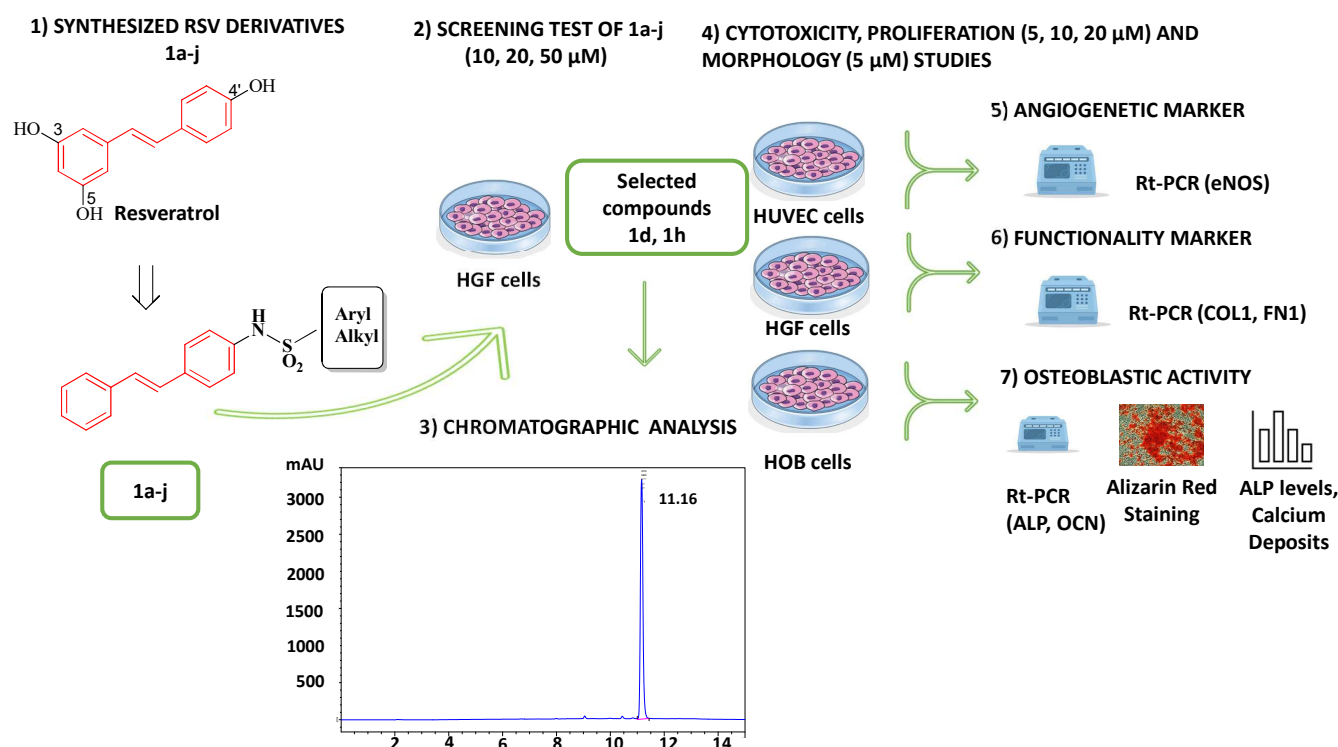 1) SYNTHESIZED RSV DERIVATIVES
1a-j
HO
3
5
OH
4'
OH
Resveratrol
H
N
S
O2
Aryl
Alkyl
1a-j
2) SCREENING TEST OF 1a-j
(10, 20, 50 µM)
HGF cells
Selected
compounds
1d, 1h
3) CHROMATOGRAPHIC ANALYSIS
mAU
3000
2500
2000
1500
1000
500
11.16
2 4 6 8 10 12 14
4) CYTOTOXICITY, PROLIFERATION (5, 10, 20 µM) AND
MORPHOLOGY (5 µM) STUDIES
HUVEC cells
HGF cells
HOB cells
5) ANGIOGENETIC MARKER
Rt-PCR (eNOS)
6) FUNCTIONALITY MARKER
Rt-PCR (COL1, FN1)
7) OSTEOBLASTIC ACTIVITY
Rt-PCR
(ALP, OCN)
Alizarin Red
Staining
ALP levels,
Calcium
Deposits